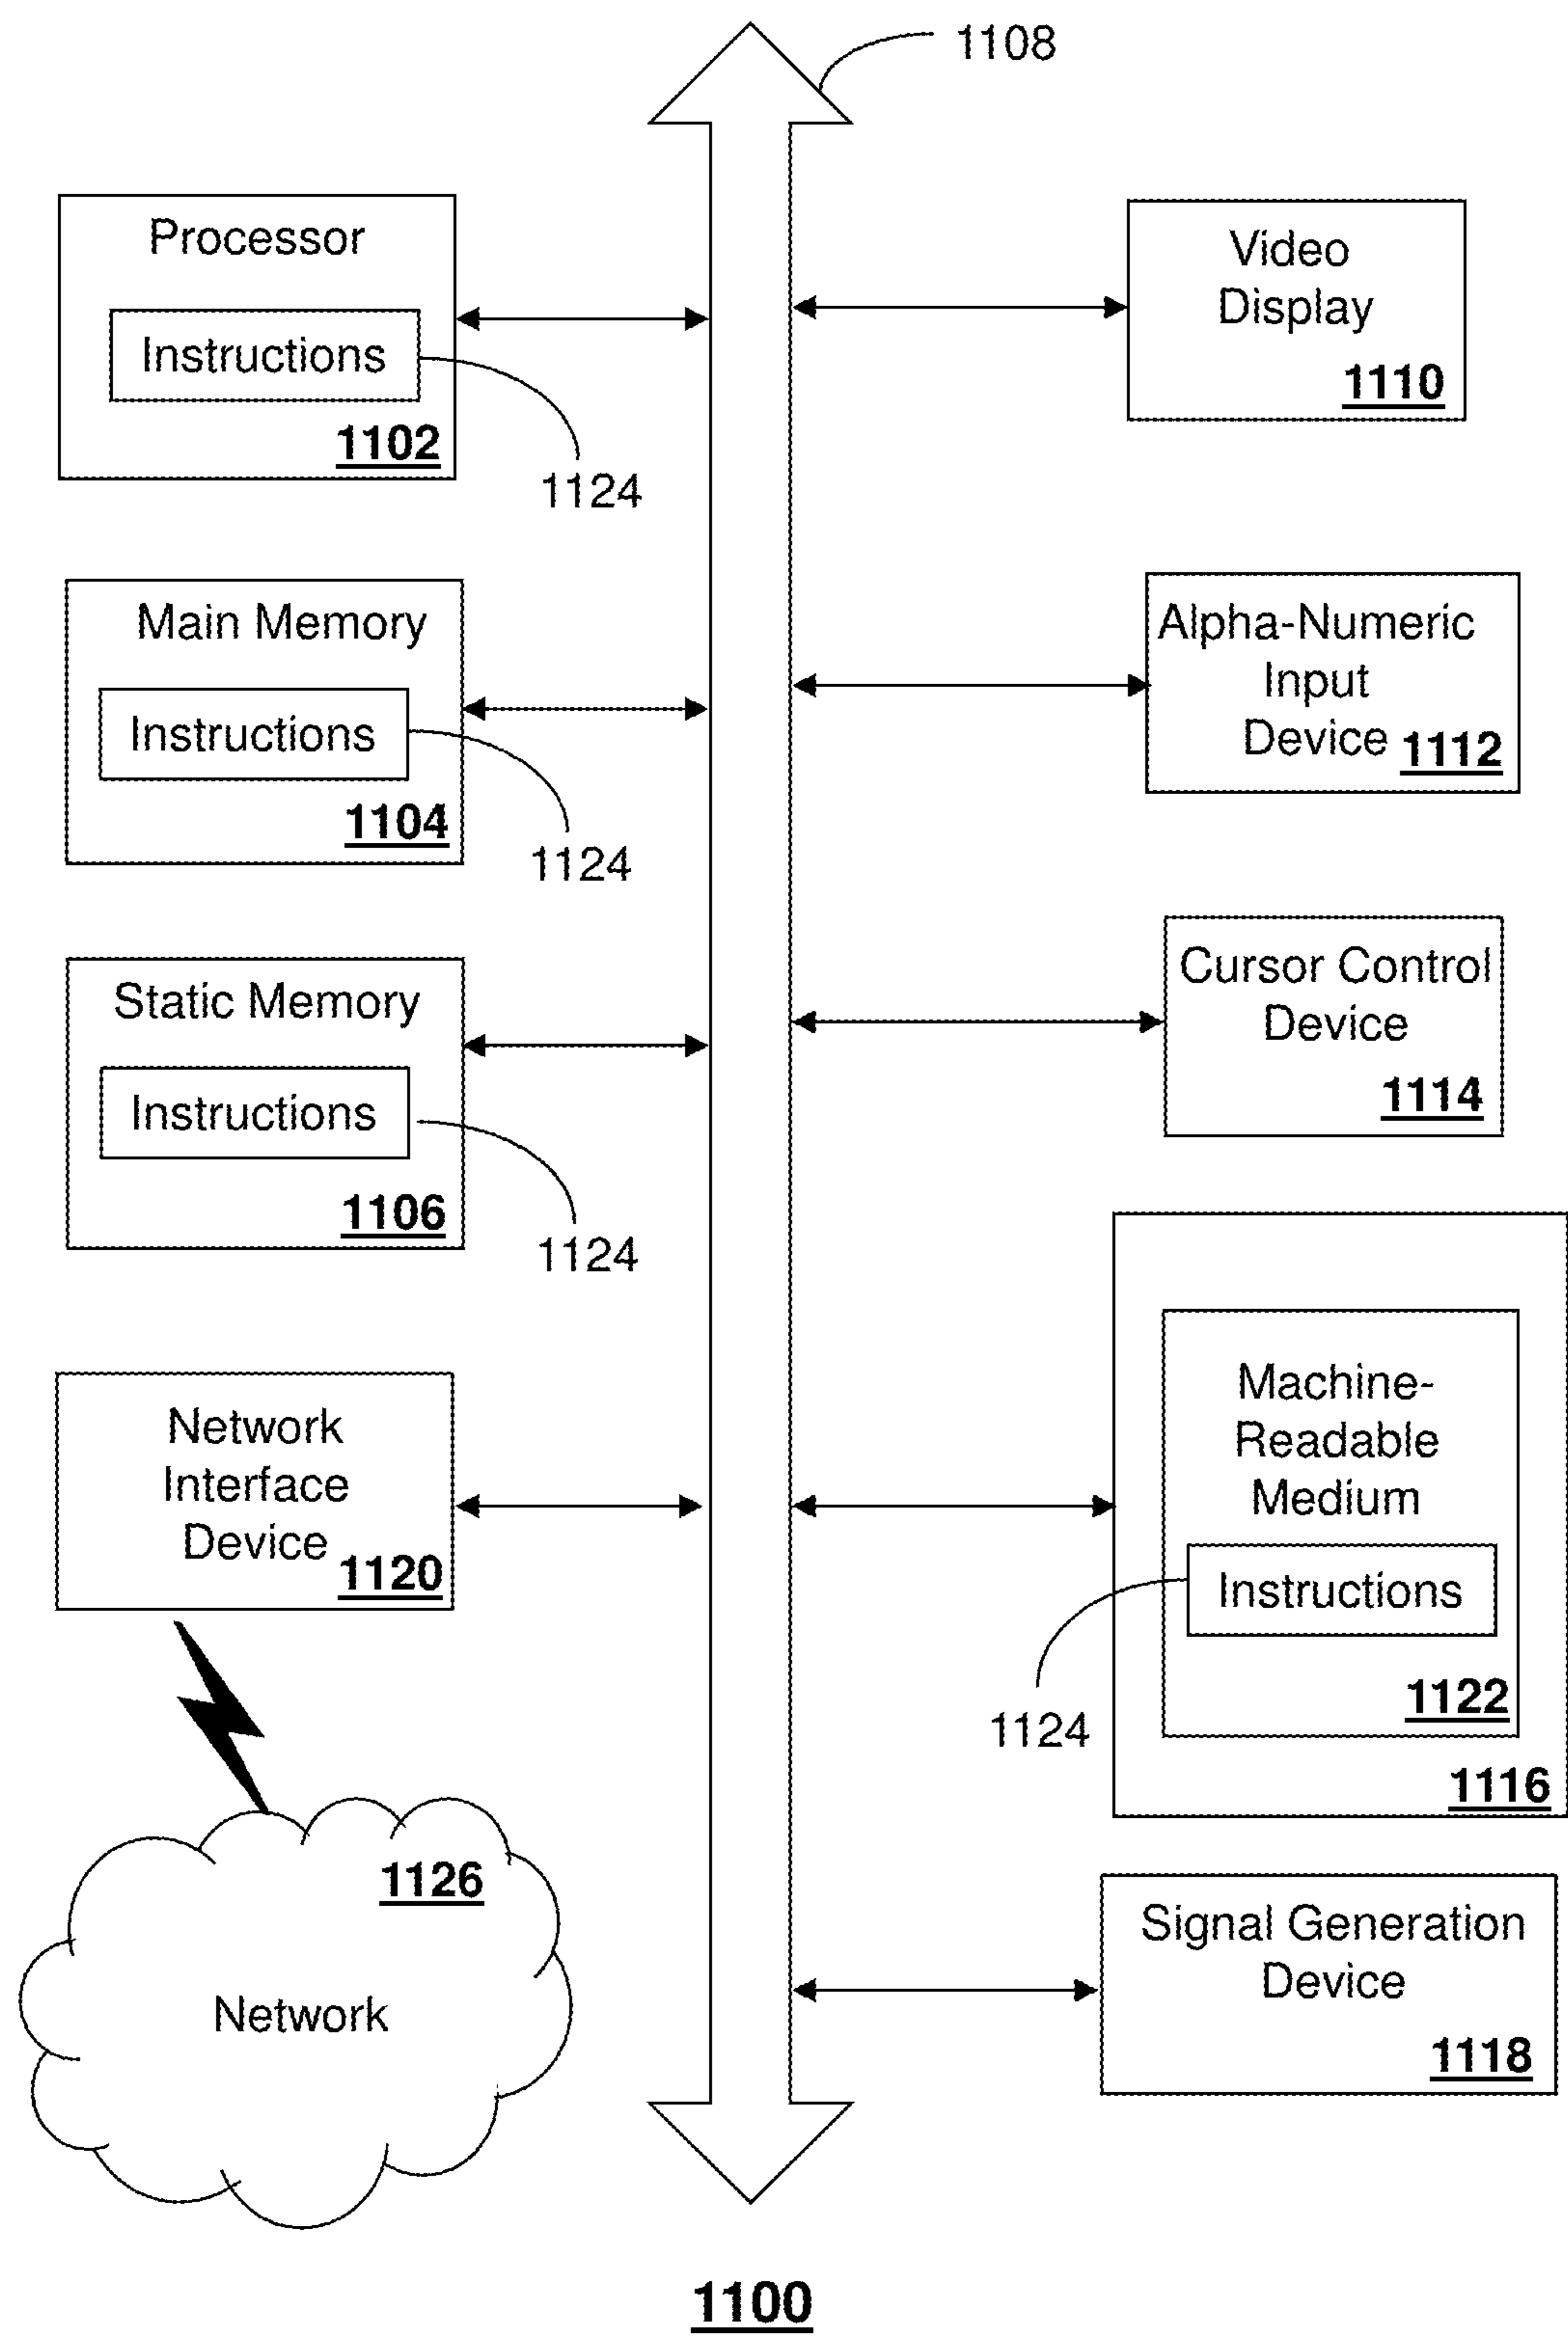 1108
Processor
Instructions
1102
1124
Main Memory
Instructions
1104
1124
Static Memory
Instructions
1106
1124
Network
Interface
Device
1120
1126
Network
Video
Display
1110
Alpha-Numeric
Input
Device
1112
Cursor Control
Device
1114
Machine-
Readable
Medium
Instructions
1124
1122
1116
Signal Generation
Device
1118
1100